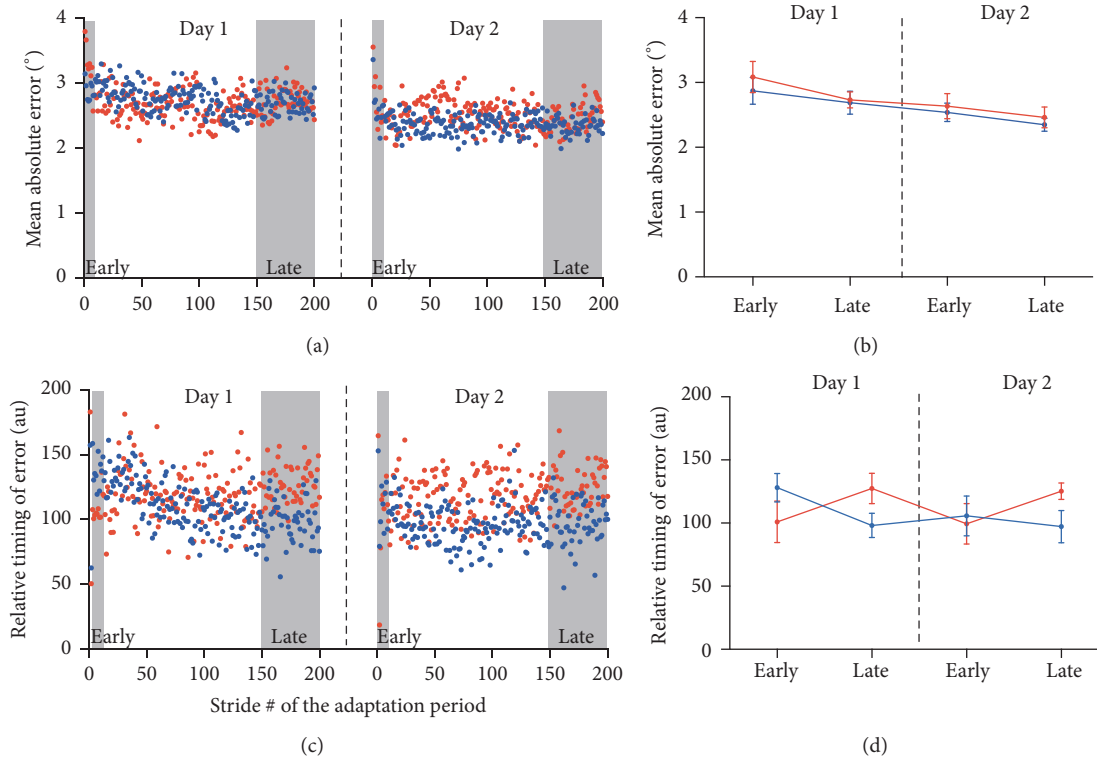 4
3
2
1
0
Mean absolute error (°)
Day 1
Day 2
Early
Late
Early
Late
0
50
100
150
200
0
50
100
150
200
(a)
4
3
2
1
0
Mean absolute error (°)
Day 1
Day 2
Early
Late
Early
Late
(b)
200
150
100
50
0
Relative timing of error (au)
Day 1
Day 2
Early
Late
Early
Late
0
50
100
150
200
0
50
100
150
200
Stride # of the adaptation period
(c)
200
150
100
50
0
Relative timing of error (au)
Day 1
Day 2
Early
Late
Early
Late
(d)